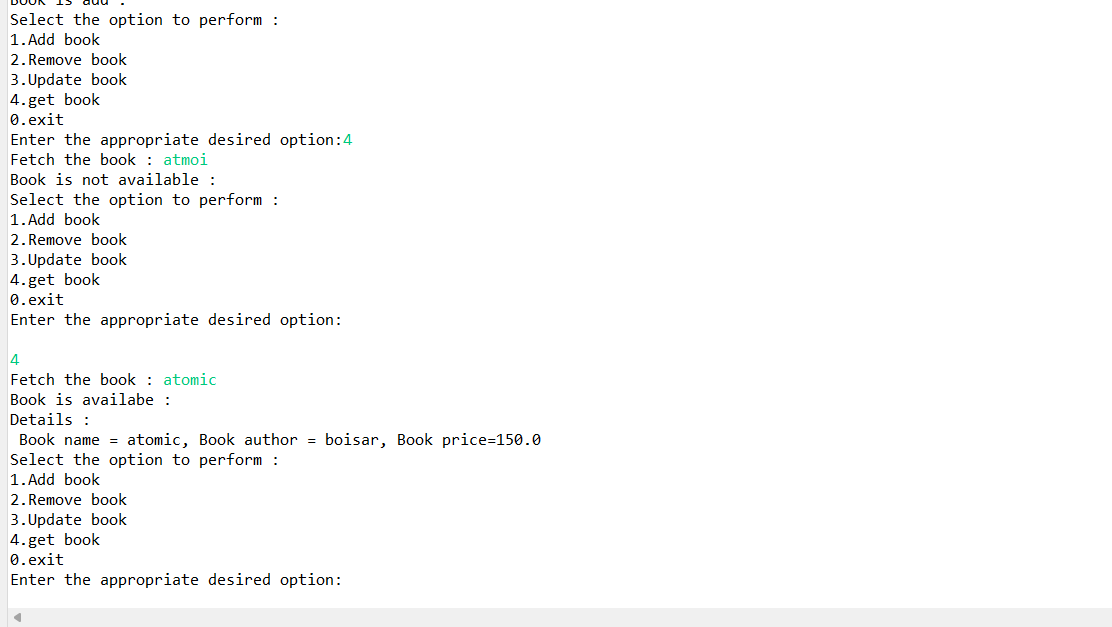 Book is add :
Select the option to perform :
1.Add book
2.Remove book
3.Update book
4.get book
0.exit
Enter the appropriate desired option:4
Fetch the book : atmoi
Book is not available :
Select the option to perform :
1.Add book
2.Remove book
3.Update book
4.get book
0.exit
Enter the appropriate desired option:
4
Fetch the book : atomic
Book is availabe :
Details :
Book name = atomic, Book author = boisar, Book price=150.0
Select the option to perform :
1.Add book
2.Remove book
3.Update book
4.get book
0.exit
Enter the appropriate desired option: